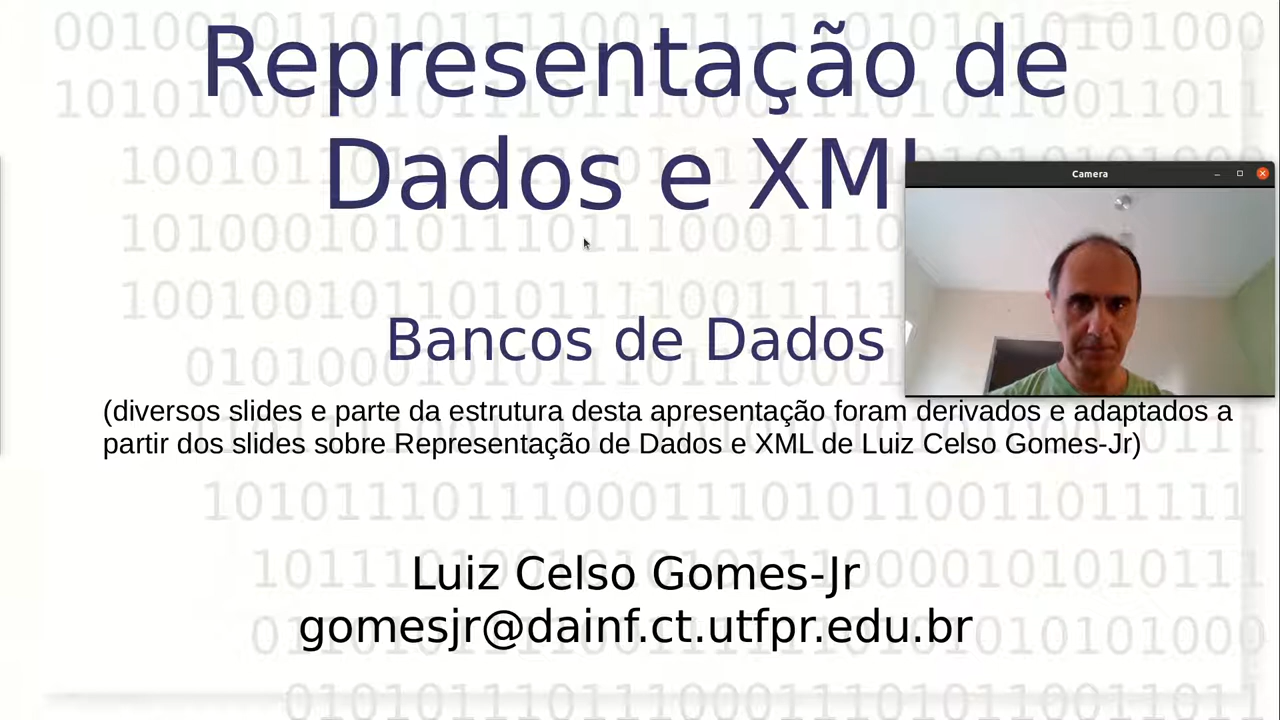 Representação de
Dados e XML
Camera
Bancos de Dados
(diversos slides e parte da estrutura desta apresentação foram derivados e adaptados a
partir dos slides sobre Representação de Dados e XML de Luiz Celso Gomes-Jr)
Luiz Celso Gomes-Jr
gomesjr@dainf.ct.utfpr.edu.br